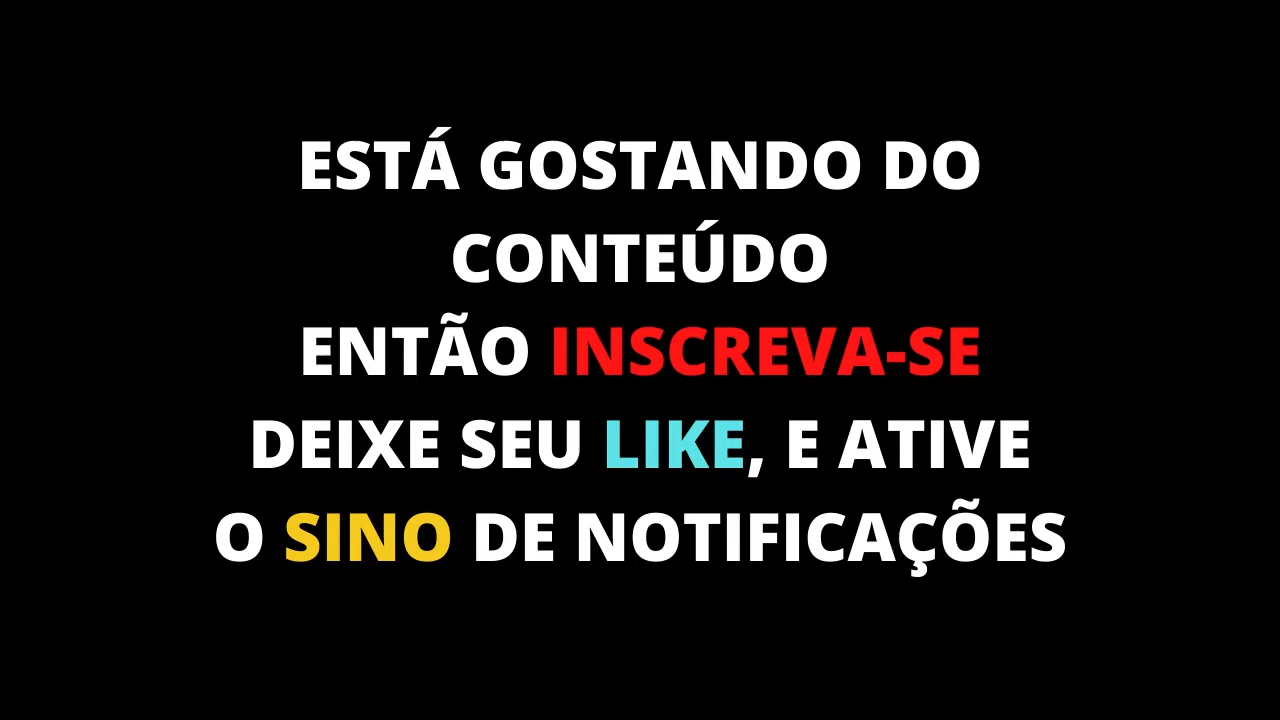 ESTÁ GOSTANDO DO
CONTEÚDO
ENTÃO INSCREVA-SE
DEIXE SEU LIKE, E ATIVE
O SINO DE NOTIFICAÇÕES